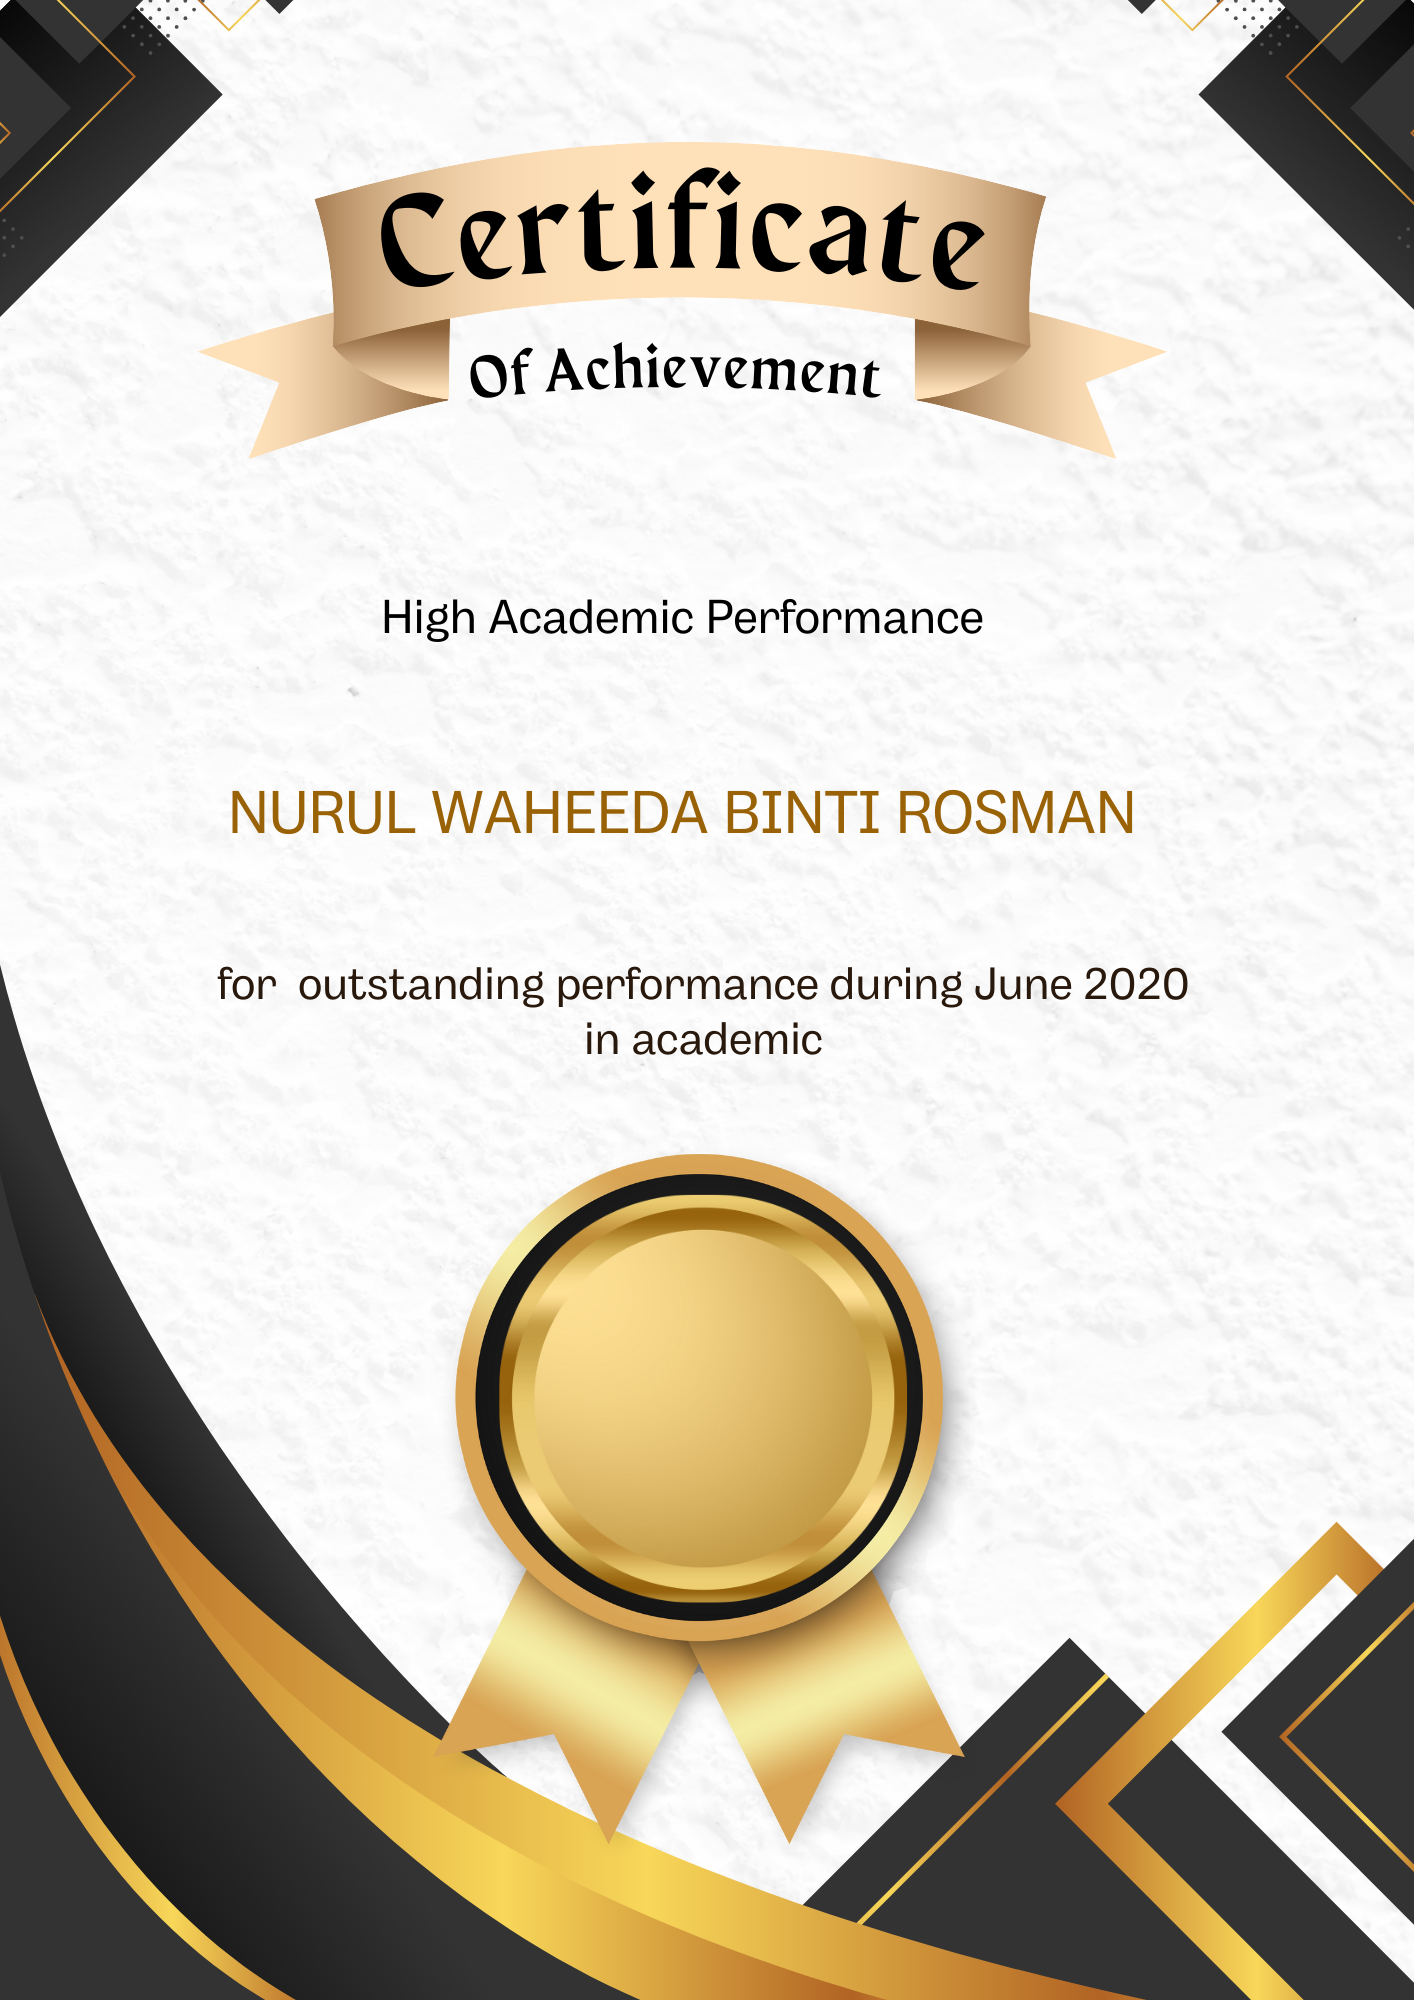 Certificate
Of Achievement
High Academic Performance
NURUL WAHEEDA BINTI ROSMAN
for  outstanding performance during June 2020
in academic